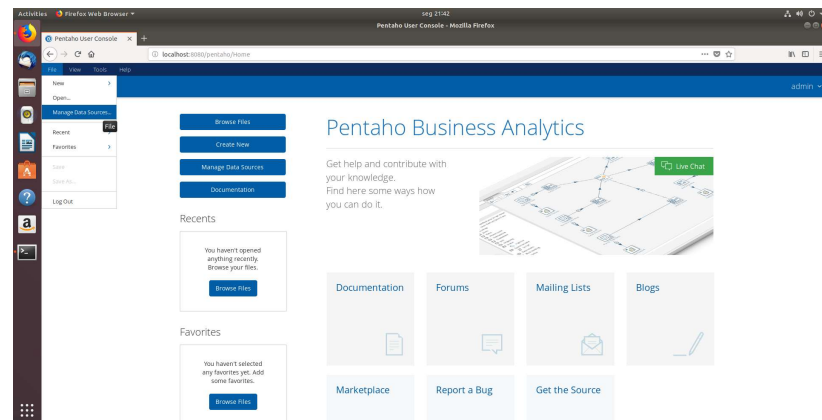 Activities
Firefox Web Browser
seg 21:42
Pentaho User Console - Mozilla Firefox
Pentaho User Console
localhost:8080/pentaho/Home
File View Tools Help
New
Open...
Manage Data Sources...
File
Recent
Favorites
Save
Save As...
Log Out
admin
Browse Files
Create New
Manage Data Sources
Documentation
Recents
You haven't opened
anything recently.
Browse your files.
Browse Files
Favorites
You haven't selected
any favorites yet. Add
some favorites.
Browse Files
Pentaho Business Analytics
Get help and contribute with
your knowledge.
Find here some ways how
you can do it.
Live Chat
Documentation
Forums
Mailing Lists
Blogs
Marketplace
Report a Bug
Get the Source